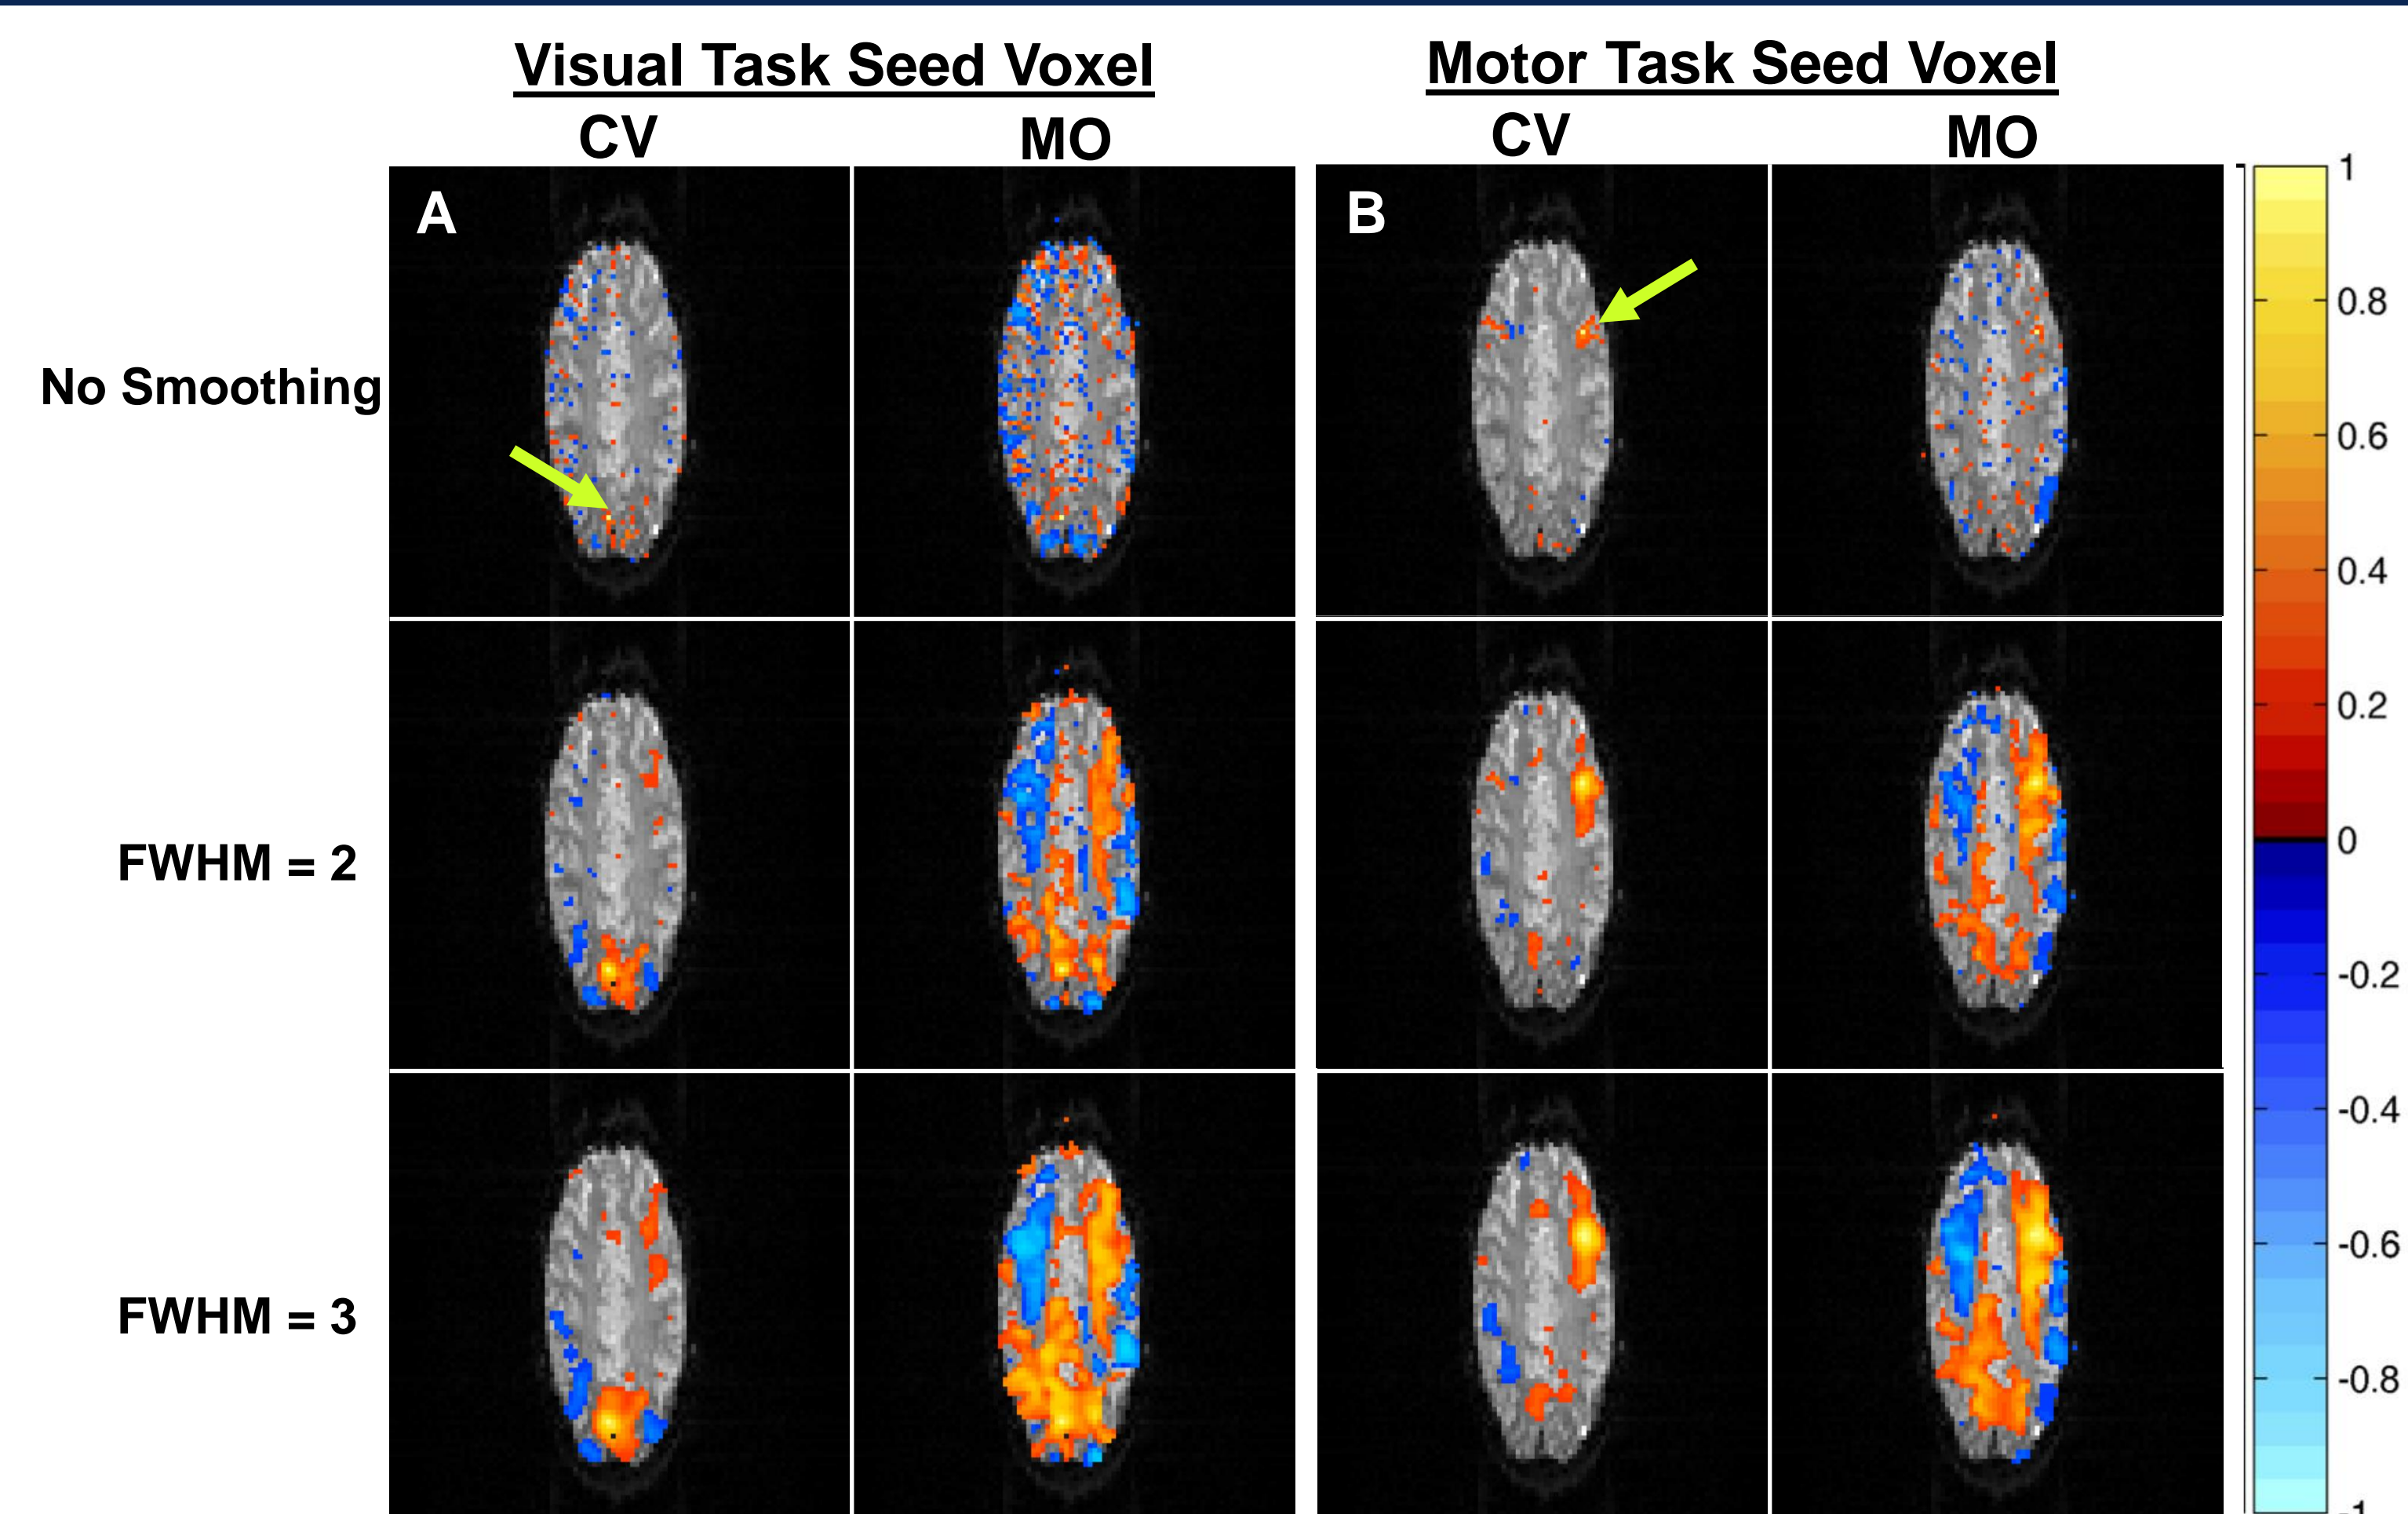 Visual Task Seed Voxel
Motor Task Seed Voxel
CV
MO
CV
MO
A
B
No Smoothing
FWHM = 2
FWHM = 3
1
0.8
0.6
0.4
0.2
0
-0.2
-0.4
-0.6
-0.8
-1